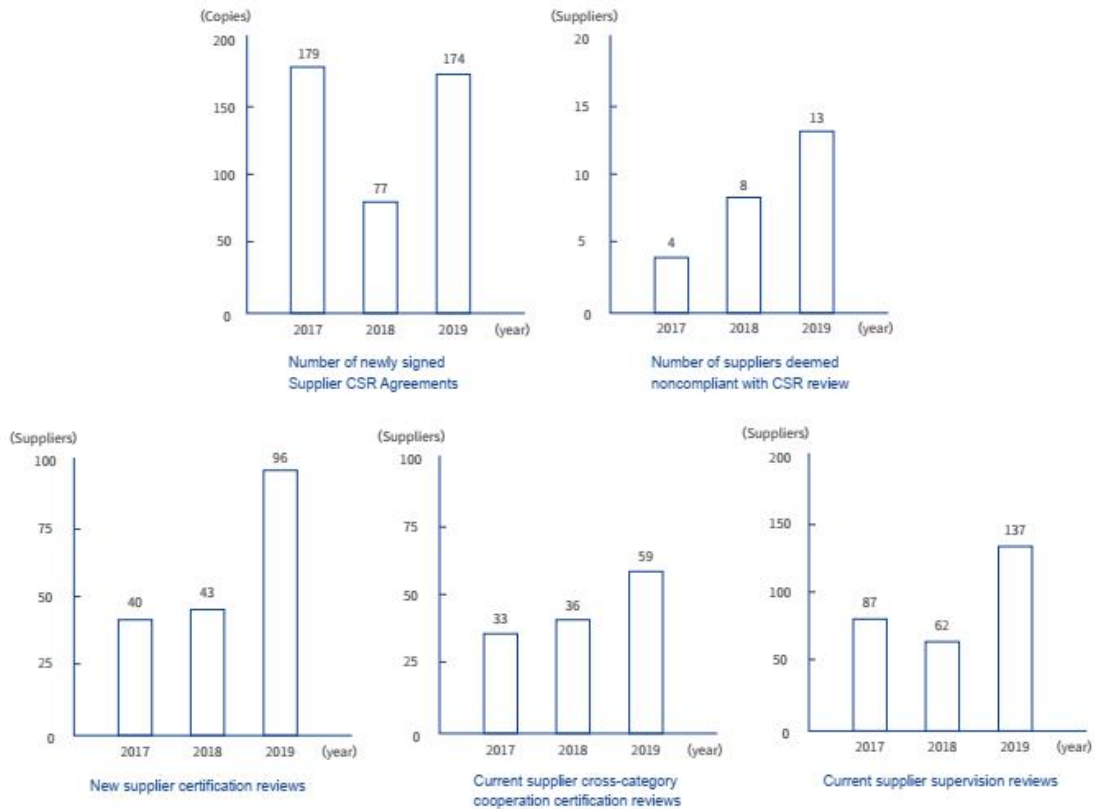 (Copies)
200
150
100
50
0
179
77
174
2017 2018 2019 (year)
Number of newly signed
Supplier CSR Agreements
(Suppliers)
20
15
10
5
0
4
8
13
2017 2018 2019 (year)
Number of suppliers deemed
noncompliant with CSR review
(Suppliers)
100
75
50
25
0
40
43
96
2017 2018 2019 (year)
New supplier certification reviews
(Suppliers)
100
75
50
25
0
33
36
59
2017 2018 2019 (year)
Current supplier cross-category
cooperation certification reviews
(Suppliers)
200
150
100
50
0
87
62
137
2017 2018 2019 (year)
Current supplier supervision reviews